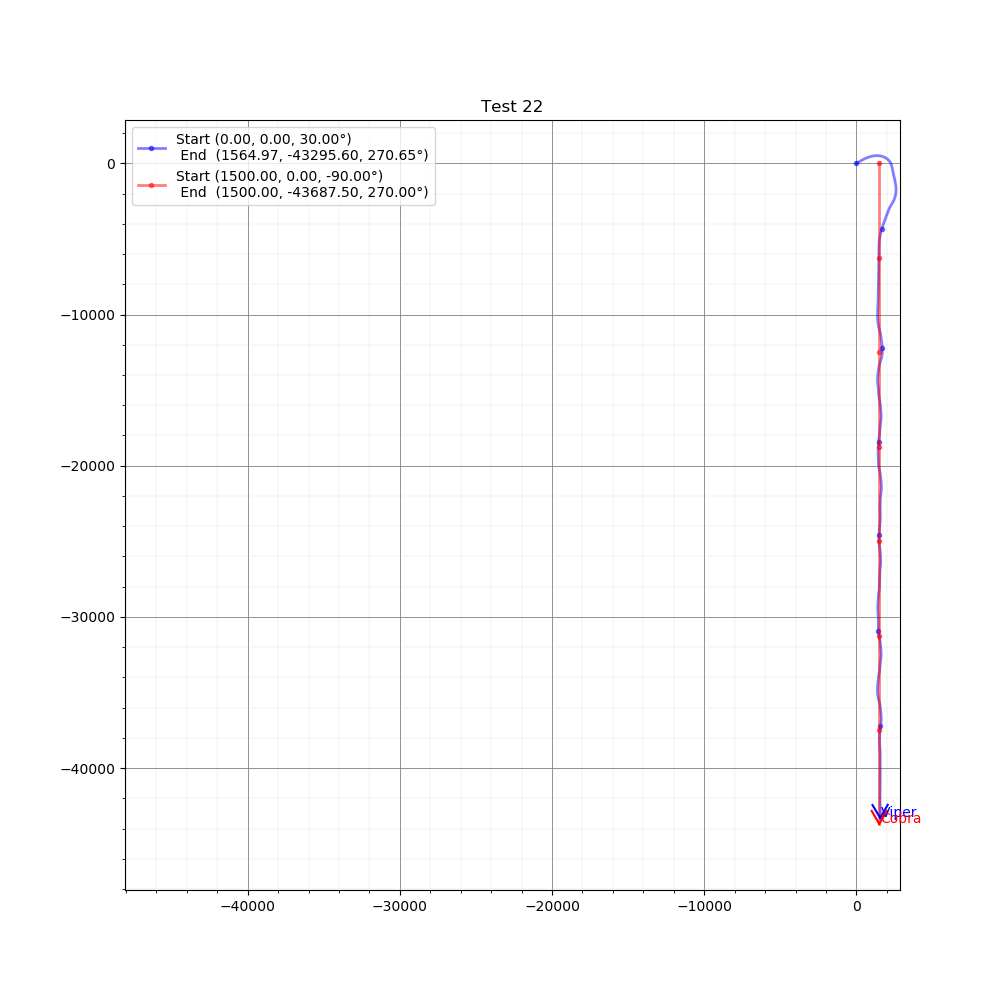 Test 22
Start (0.00, 0.00, 30.00°)
End  (1564.97, -43295.60, 270.65°)
Start (1500.00, 0.00, -90.00°)
End  (1500.00, -43687.50, 270.00°)
0
−10000
−20000
−30000
−40000
Viper
Cobra
−40000
−30000
−20000
−10000
0